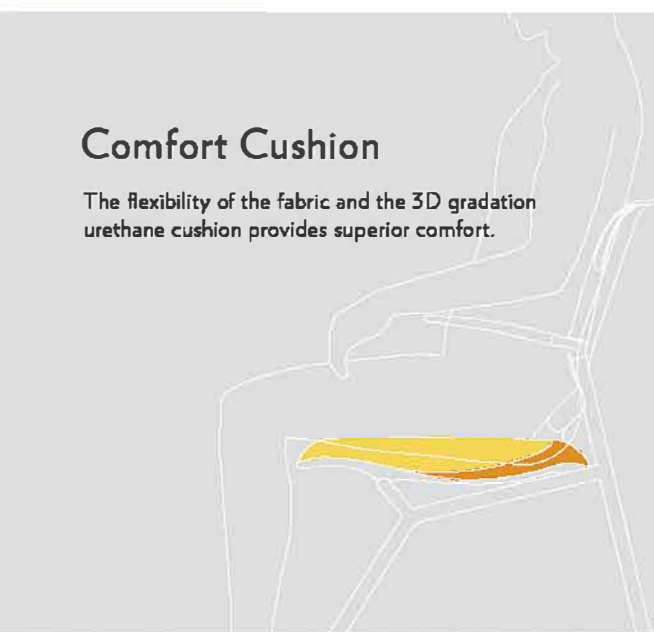 Comfort Cushion
The flexibility of the fabric and the 3D gradation
urethane cushion provides superior comfort.